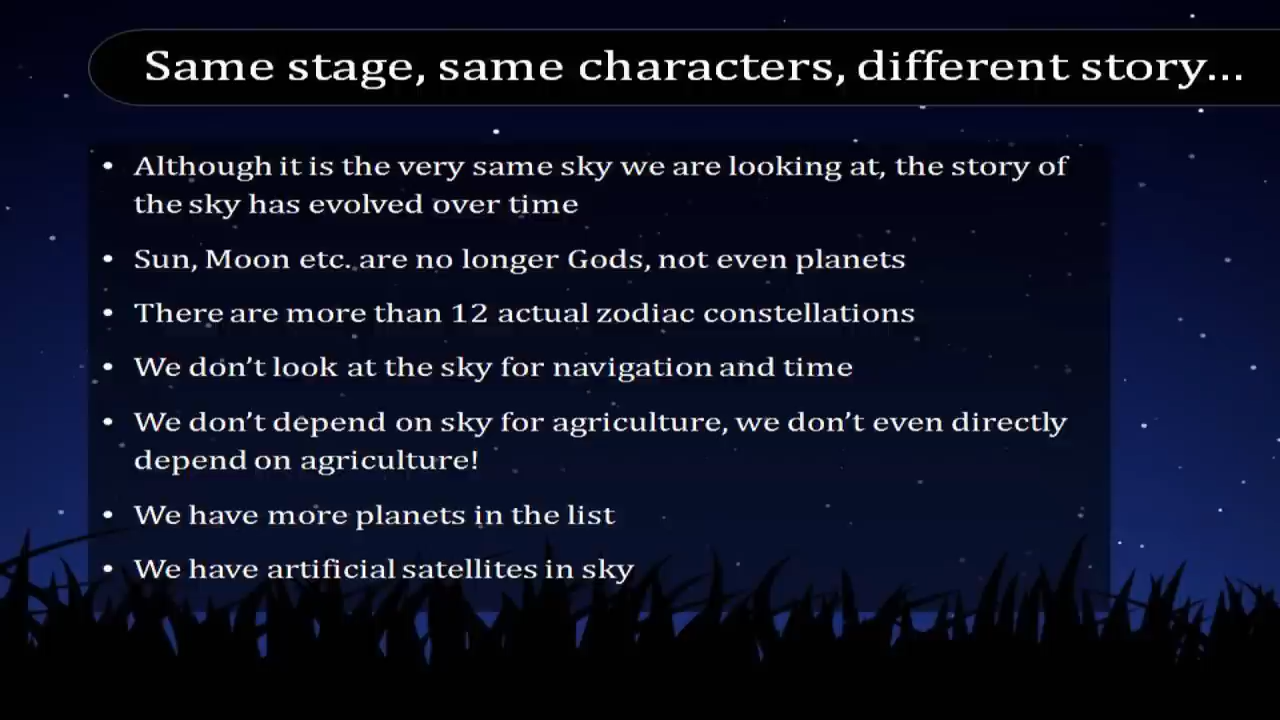 Same stage, same characters, different story...
• Although it is the very same sky we are looking at, the story of
the sky has evolved over time
• Sun, Moon etc. are no longer Gods, not even planets
• There are more than 12 actual zodiac constellations
• We don’t look at the sky for navigation and time
• We don’t depend on sky for agriculture, we don’t even directly
depend on agriculture!
• We have more planets in the list
• We have artificial satellites in sky